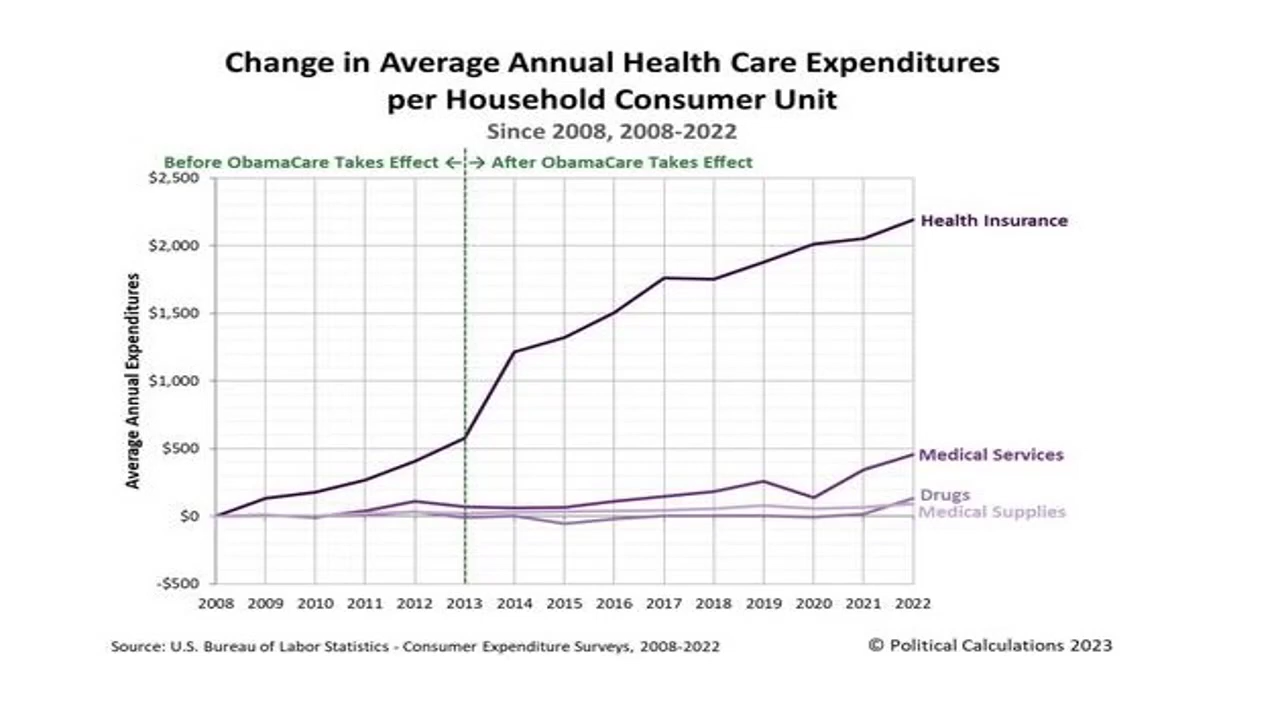 Change in Average Annual Health Care Expenditures
per Household Consumer Unit
Since 2008, 2008-2022
Before ObamaCare Takes Effect ←¦→ After ObamaCare Takes Effect
$2,500
$2,000
$1,500
$1,000
$500
$0
-$500
Average Annual Expenditures
Health Insurance
Medical Services
Drugs
Medical Supplies
2008 2009 2010 2011 2012 2013 2014 2015 2016 2017 2018 2019 2020 2021 2022
Source: U.S. Bureau of Labor Statistics - Consumer Expenditure Surveys, 2008-2022
© Political Calculations 2023